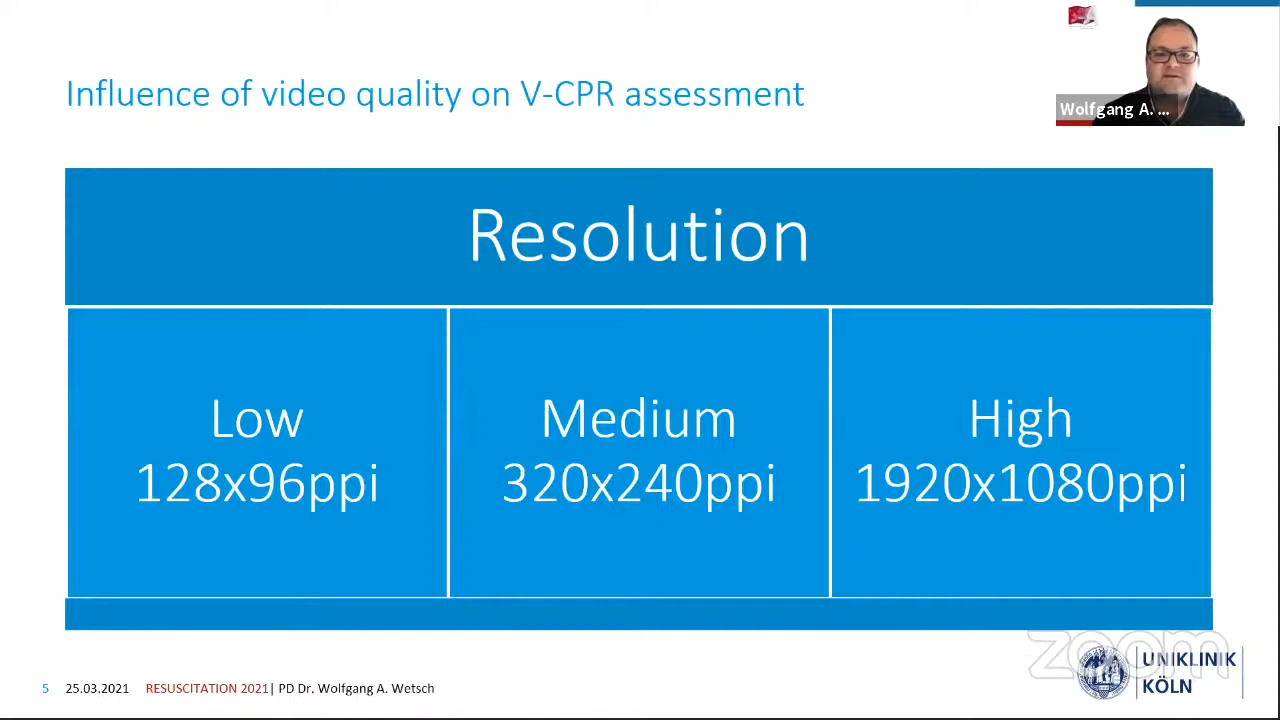 Influence of video quality on V-CPR assessment
Wolfgang A. ...
Resolution
Low
128x96ppi
Medium
320x240ppi
High
1920x1080ppi
zoom
UNIKLINIK
KÖLN
5 25.03.2021 RESUSCITATION 2021| PD Dr. Wolfgang A. Wetsch